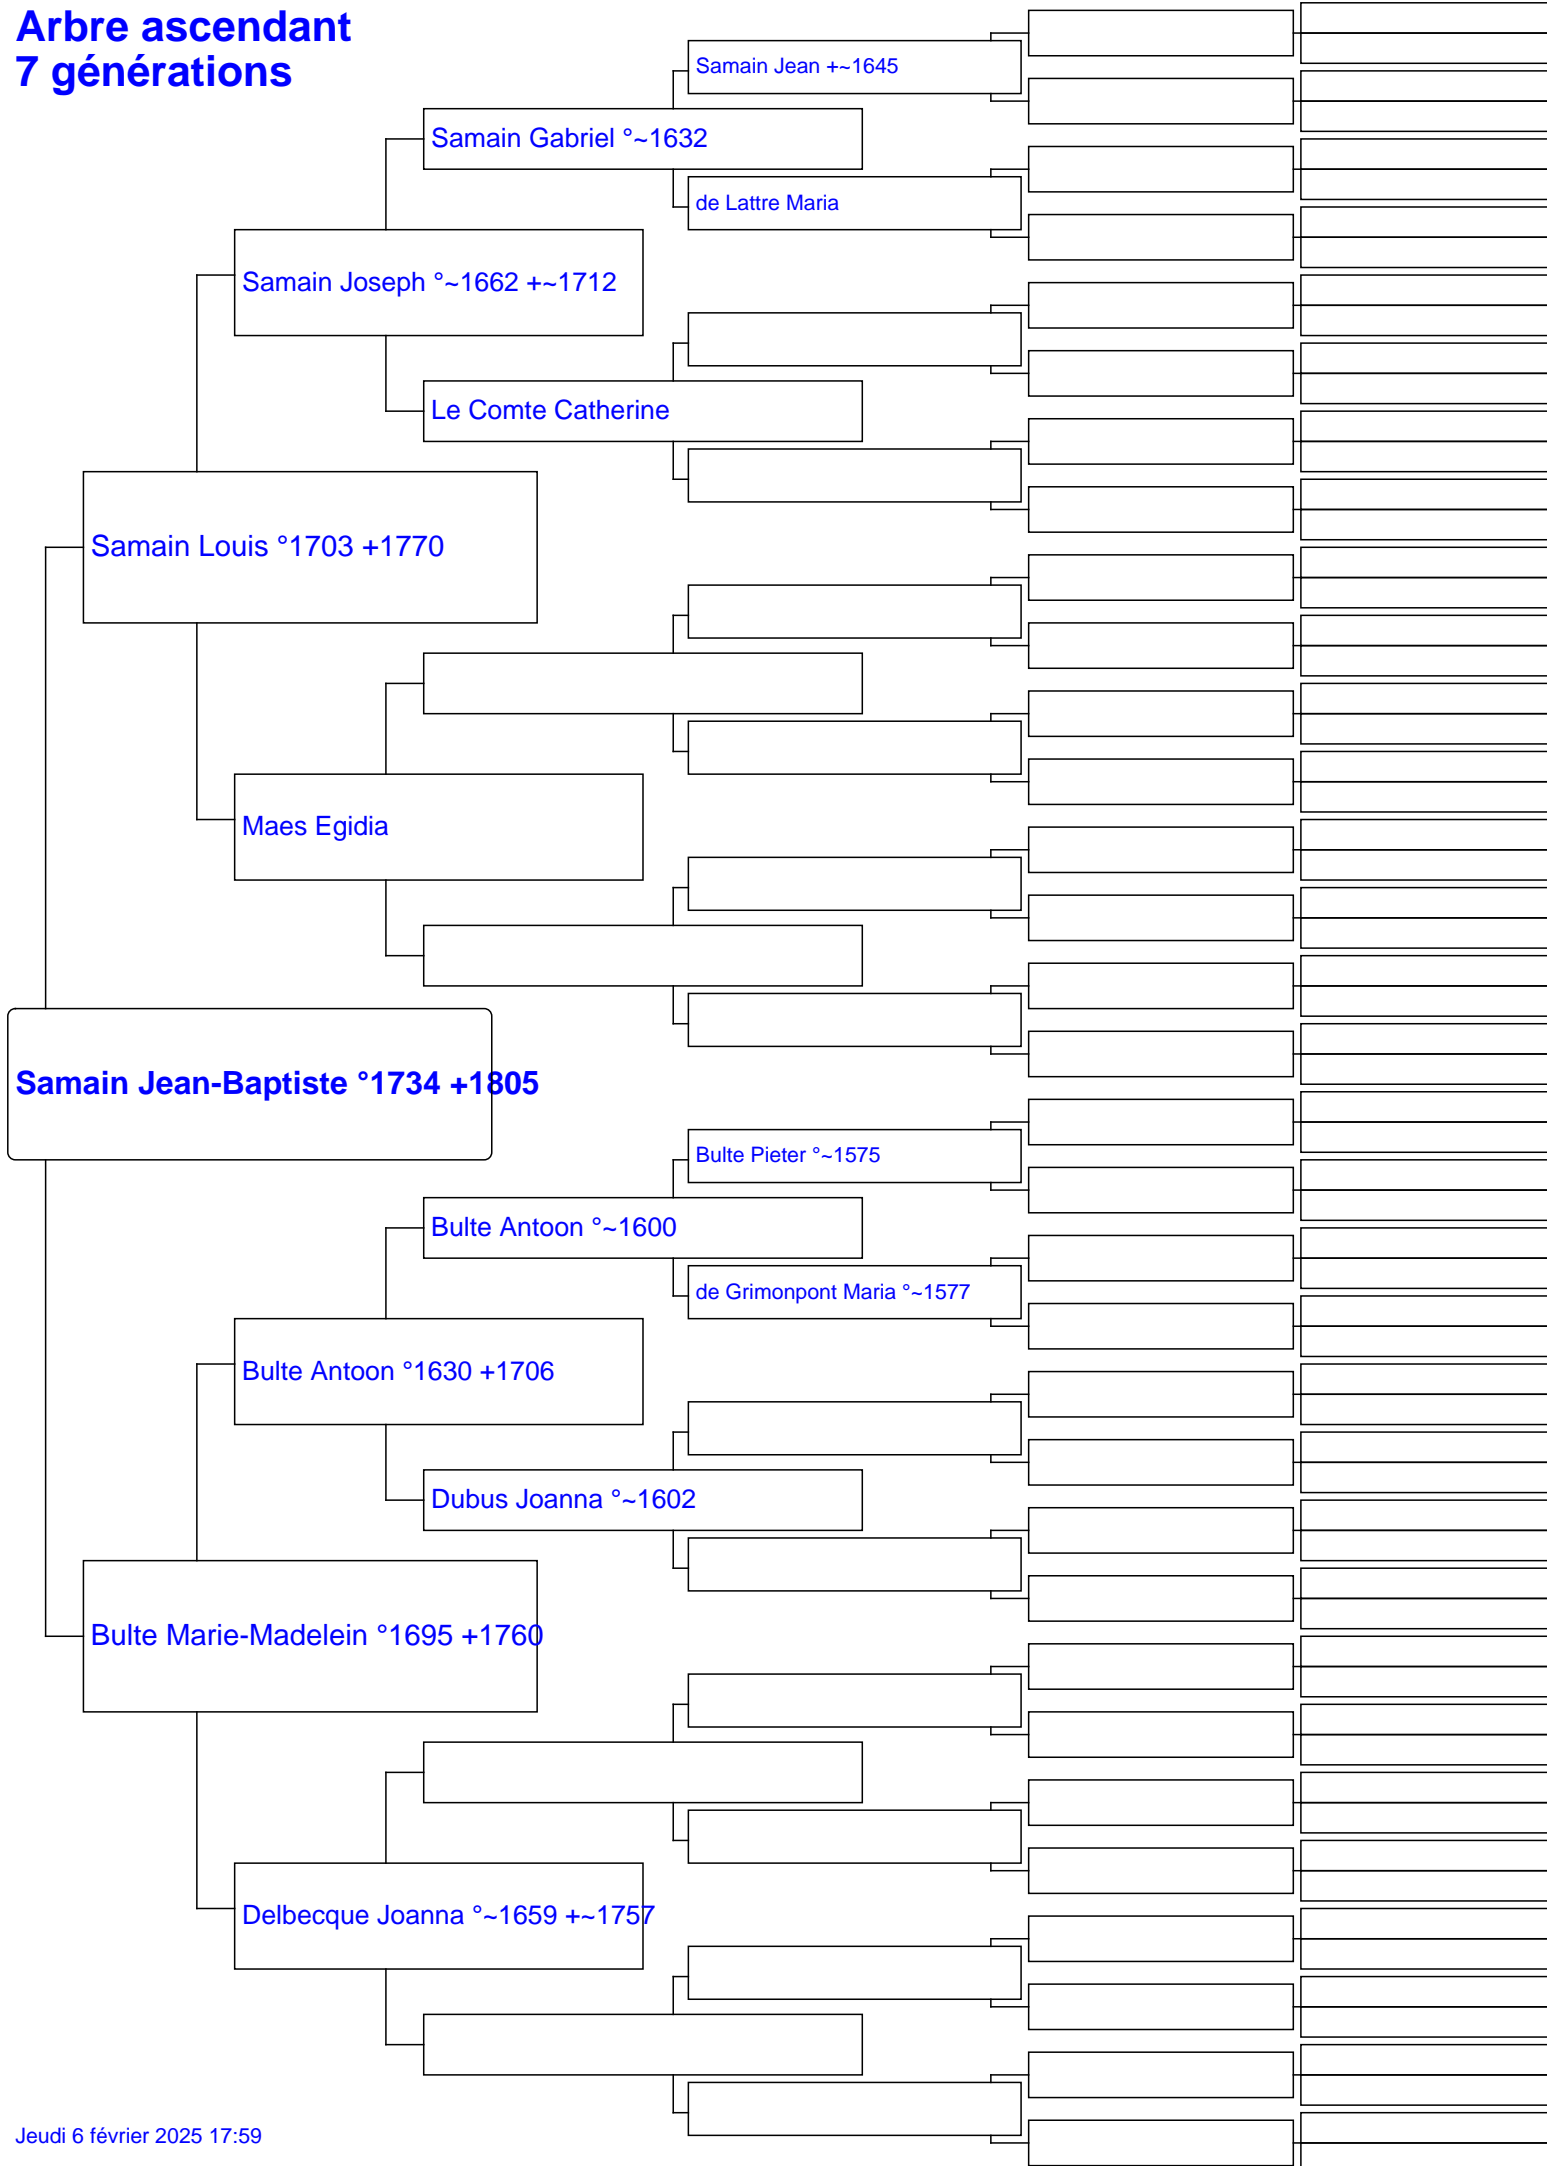 Arbre ascendant
7 générations
Samain Jean +~1645
Samain Gabriel °~1632
de Lattre Maria
Samain Joseph °~1662 +~1712
Le Comte Catherine
Samain Louis °1703 +1770
Maes Egidia
Samain Jean-Baptiste °1734 +1805
Bulte Pieter °~1575
Bulte Antoon °~1600
de Grimonpont Maria °~1577
Bulte Antoon °1630 +1706
Dubus Joanna °~1602
Bulte Marie-Madelein °1695 +1760
Delbecque Joanna °~1659 +~1757
Jeudi 6 février 2025 17:59